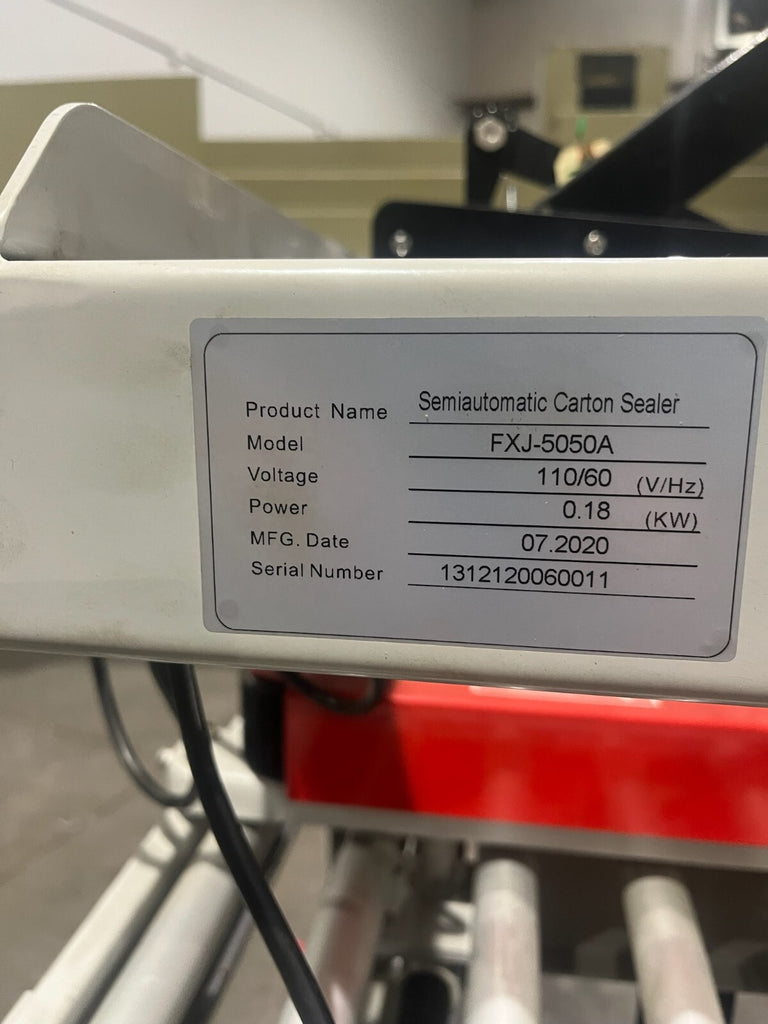 Product Name Semiautomatic Carton Sealer
Model FXJ-5050A
Voltage 110/60 (V/Hz)
Power 0.18 (KW)
MFG. Date 07.2020
Serial Number 1312120060011